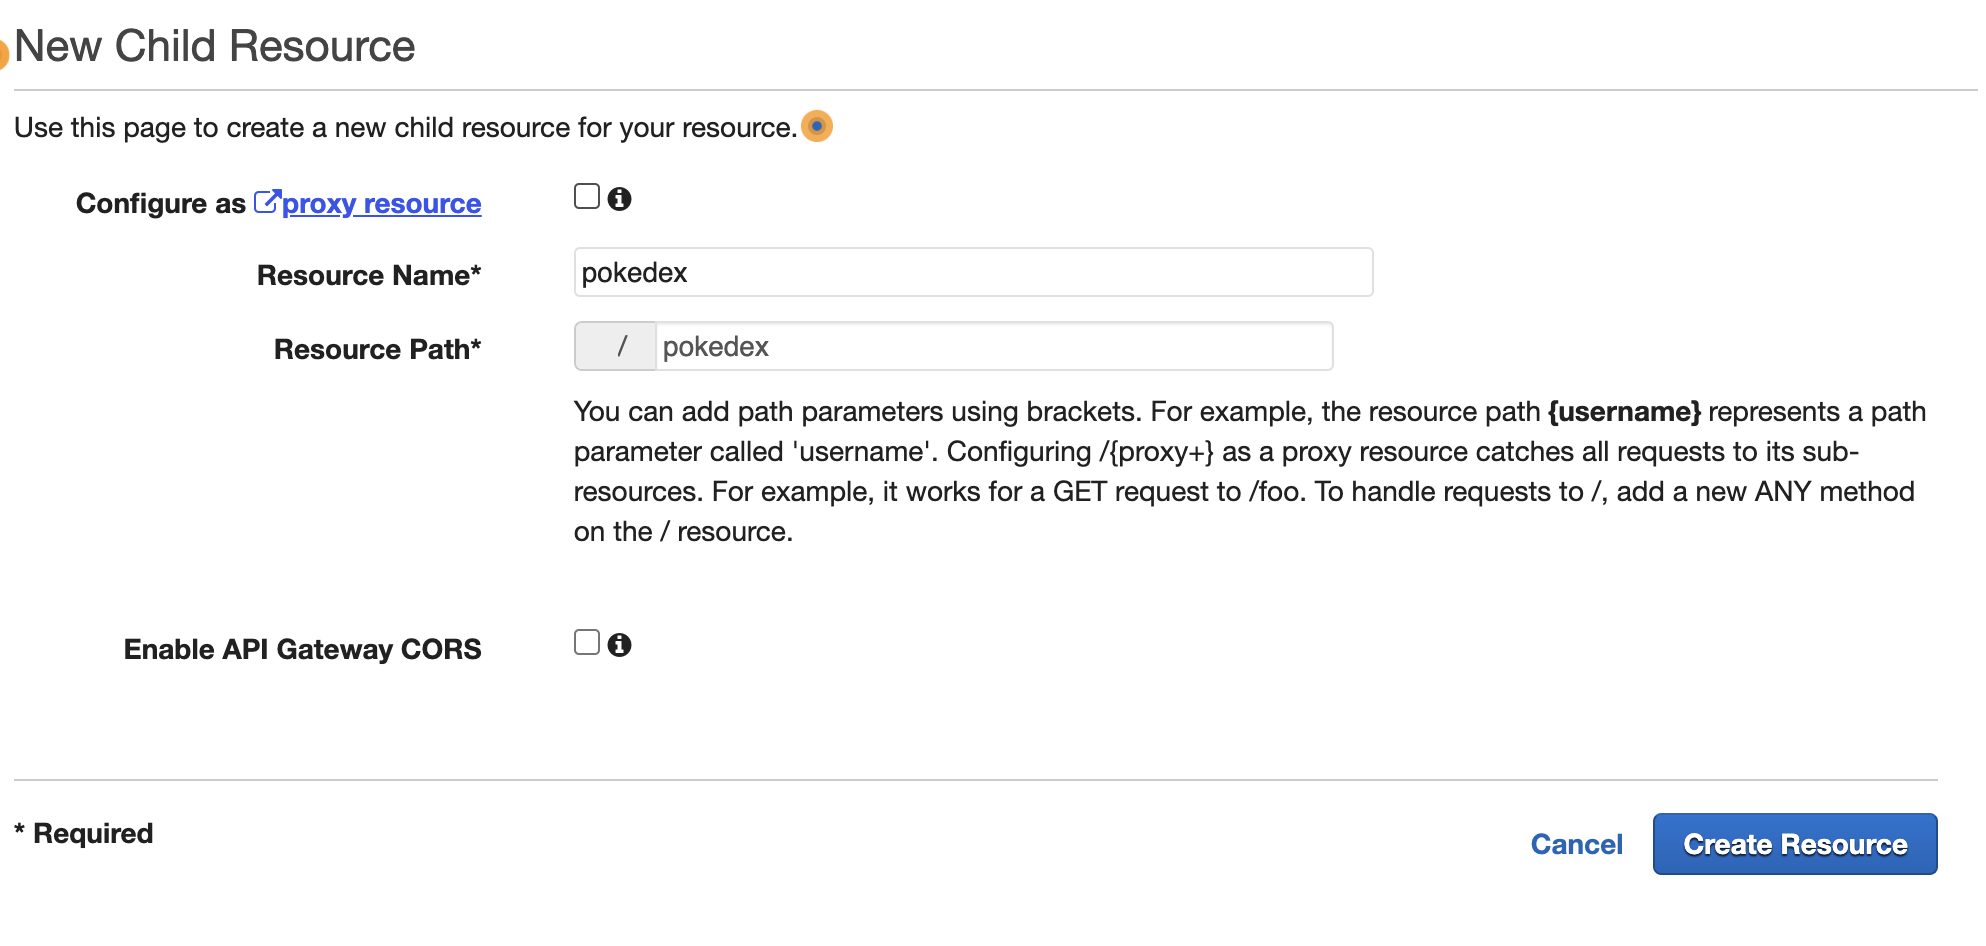 New Child Resource
Use this page to create a new child resource for your resource.
Configure as proxy resource
Resource Name* pokedex
Resource Path* / pokedex
You can add path parameters using brackets. For example, the resource path {username} represents a path
parameter called 'username'. Configuring /{proxy+} as a proxy resource catches all requests to its sub-
resources. For example, it works for a GET request to /foo. To handle requests to /, add a new ANY method
on the / resource.
Enable API Gateway CORS
* Required
Cancel Create Resource